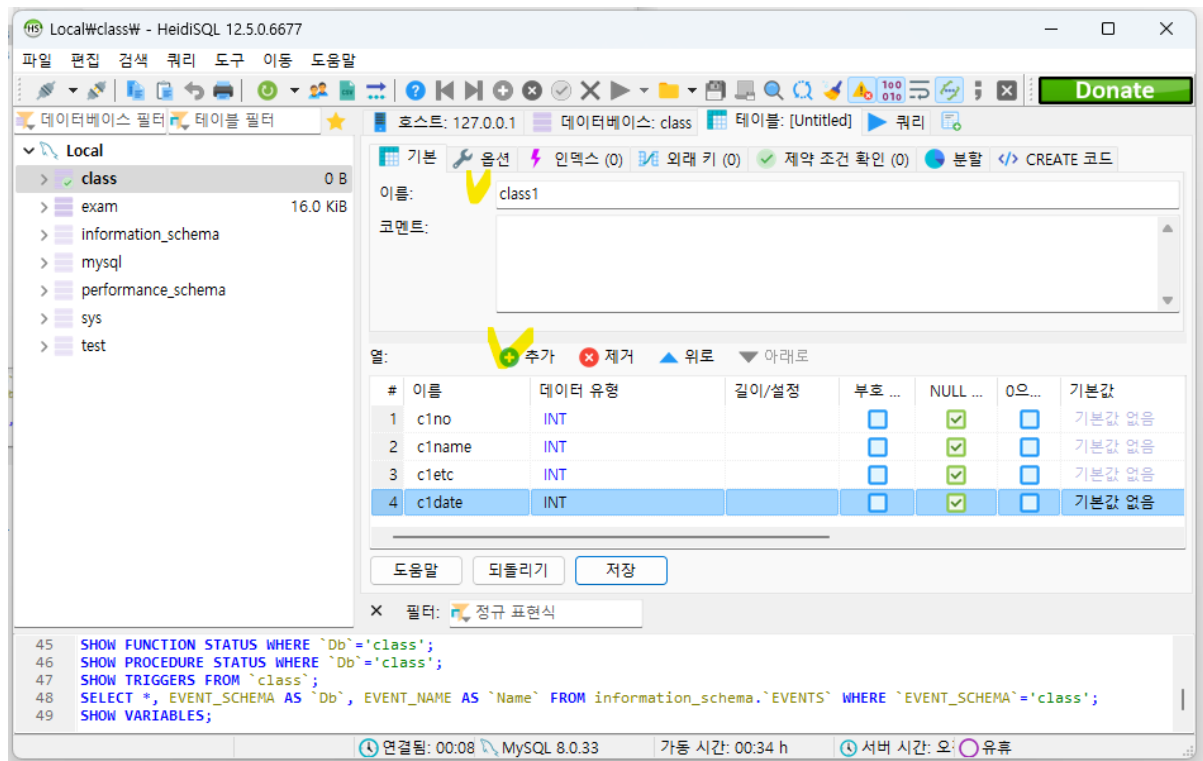 Local₩class₩ - HeidiSQL 12.5.0.6677
파일 편집 검색 쿼리 도구 이동 도움말
Donate
데이터베이스 필터 테이블 필터
호스트: 127.0.0.1 데이터베이스: class 테이블: [Untitled] 쿼리
Local
class 0 B
exam 16.0 KiB
information_schema
mysql
performance_schema
sys
test
기본 옵션 인덱스 (0) 외래 키 (0) 제약 조건 확인 (0) 분할 CREATE 코드
이름: class1
코멘트:
열: 추가 제거 위로 아래로
# 이름 데이터 유형 길이/설정 부호 ... NULL ... 0으... 기본값
1 c1no INT 기본값 없음
2 c1name INT 기본값 없음
3 c1etc INT 기본값 없음
4 c1date INT 기본값 없음
도움말 되돌리기 저장
필터: 정규 표현식
45 SHOW FUNCTION STATUS WHERE `Db`='class';
46 SHOW PROCEDURE STATUS WHERE `Db`='class';
47 SHOW TRIGGERS FROM `class`;
48 SELECT *, EVENT_SCHEMA AS `Db`, EVENT_NAME AS `Name` FROM information_schema.`EVENTS` WHERE `EVENT_SCHEMA`='class';
49 SHOW VARIABLES;
연결됨: 00:08 MySQL 8.0.33 가동 시간: 00:34 h 서버 시간: 오 유휴